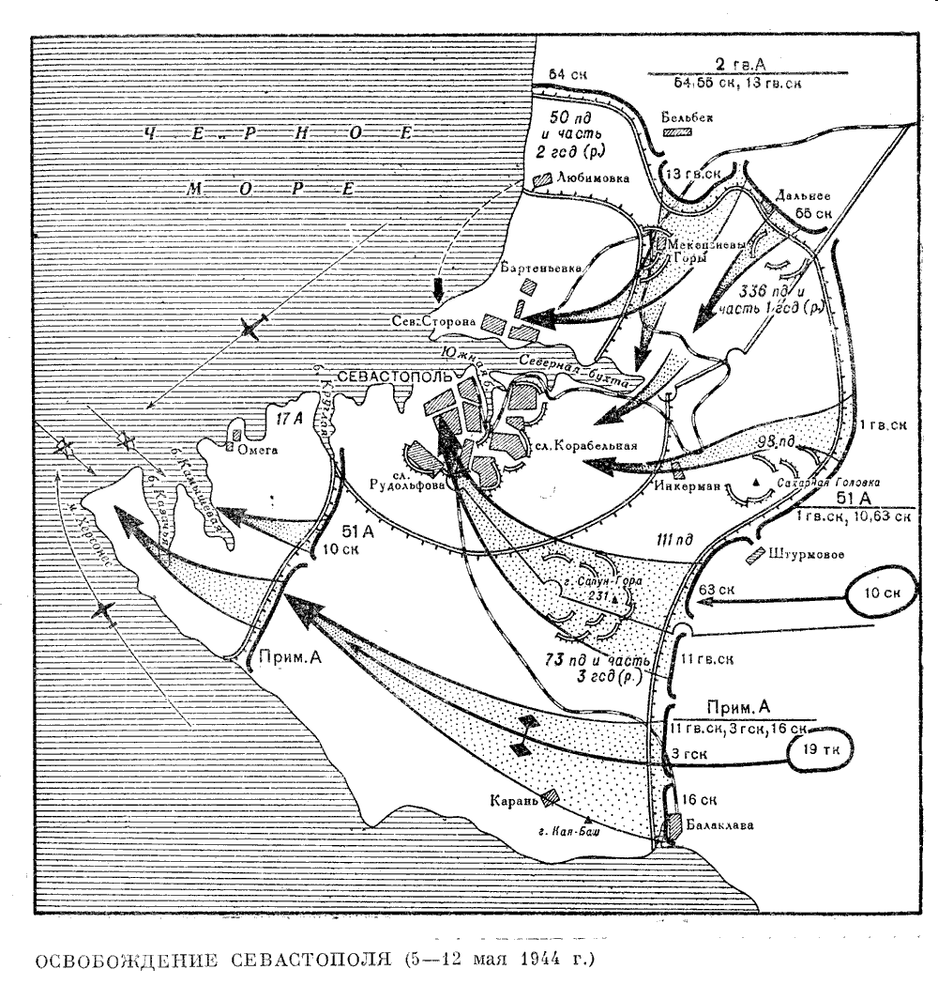 54 ск
2 гв.А
54,55 ск, 13 гв.ск
Ч Е Р Н О Е
М О Р Е
50 пд
и часть
2 гсд (р.)
Бельбек
Любимовка
13 гв.ск
Дальнее
55 ск
Мекензиевы
Горы
Бартеньевка
336 пд и
часть 1 гсд (р.)
Сев. Сторона
Южная б.
Северная бухта
СЕВАСТОПОЛЬ
б. Круглая
17 А
Омега
сл. Корабельная
98 пд
1 гв.ск
сл.
Рудольфова
Инкерман
Сахарная Головка
б. Камышевая
б. Казачья
м. Херсонес
51 А
1 гв.ск, 10,63 ск
51 А
10 ск
111 пд
Штурмовое
г. Сапун-Гора
231
63 ск
10 ск
Прим. А
73 пд и часть
3 гсд (р.)
11 гв.ск
Прим. А
11 гв.ск, 3 гск, 16 ск
3 гск
19 тк
Карань
16 ск
г. Кая-Баш
Балаклава
ОСВОБОЖДЕНИЕ СЕВАСТОПОЛЯ (5—12 мая 1944 г.)